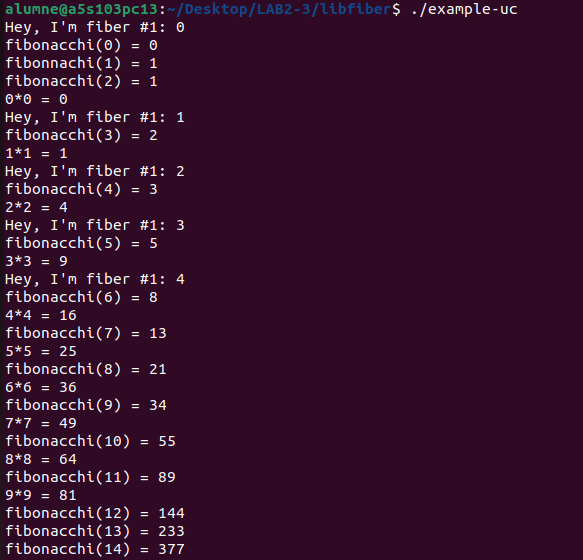 alumne@a5s103pc13:~/Desktop/LAB2-3/libfiber$ ./example-uc
Hey, I'm fiber #1: 0
fibonacchi(0) = 0
fibonnachi(1) = 1
fibonacchi(2) = 1
0*0 = 0
Hey, I'm fiber #1: 1
fibonacchi(3) = 2
1*1 = 1
Hey, I'm fiber #1: 2
fibonacchi(4) = 3
2*2 = 4
Hey, I'm fiber #1: 3
fibonacchi(5) = 5
3*3 = 9
Hey, I'm fiber #1: 4
fibonacchi(6) = 8
4*4 = 16
fibonacchi(7) = 13
5*5 = 25
fibonacchi(8) = 21
6*6 = 36
fibonacchi(9) = 34
7*7 = 49
fibonacchi(10) = 55
8*8 = 64
fibonacchi(11) = 89
9*9 = 81
fibonacchi(12) = 144
fibonacchi(13) = 233
fibonacchi(14) = 377